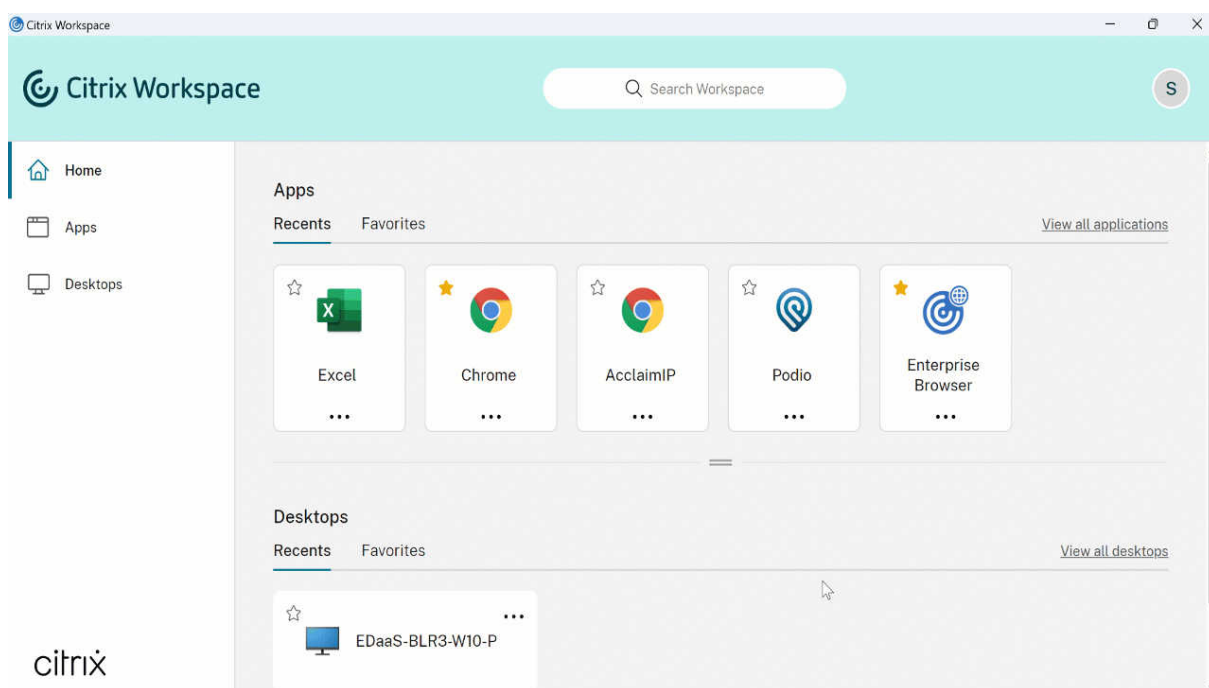 Citrix Workspace
Citrix Workspace
Search Workspace
S
Home
Apps
Desktops
Apps
Recents Favorites View all applications
Excel
Chrome
AcclaimIP
Podio
Enterprise
Browser
Desktops
Recents Favorites View all desktops
EDaaS-BLR3-W10-P
citrix